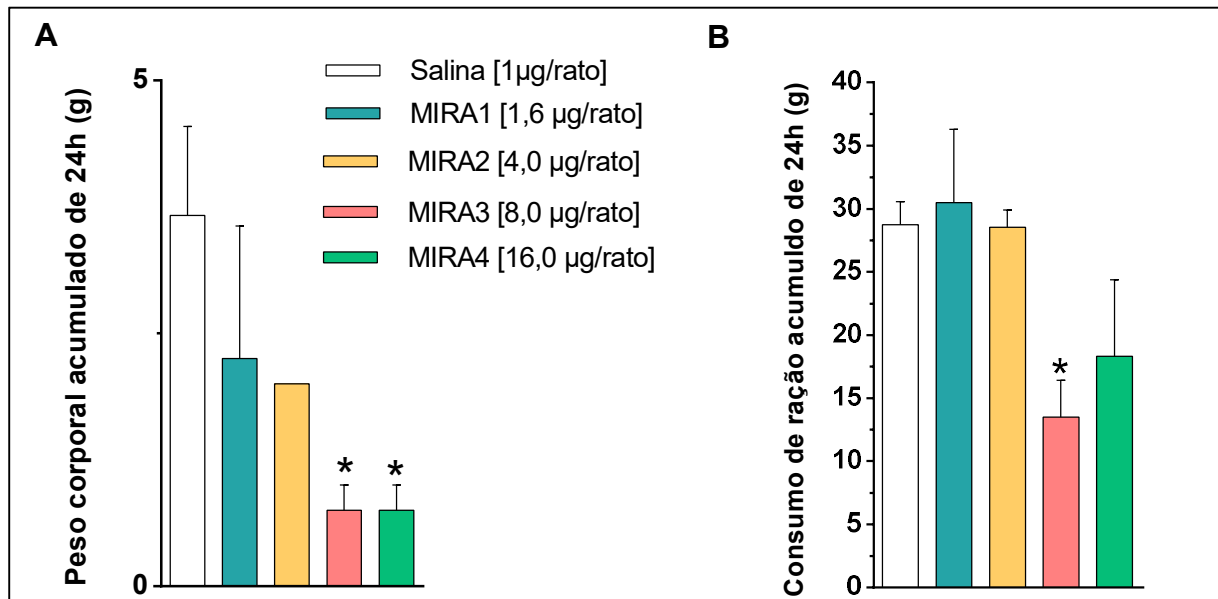 A
Peso corporal acumulado de 24h (g)
5
0
Salina [1µg/rato]
MIRA1 [1,6 µg/rato]
MIRA2 [4,0 µg/rato]
MIRA3 [8,0 µg/rato]
MIRA4 [16,0 µg/rato]
* *
B
Consumo de ração acumuldo de 24h (g)
40
35
30
25
20
15
10
5
0
*